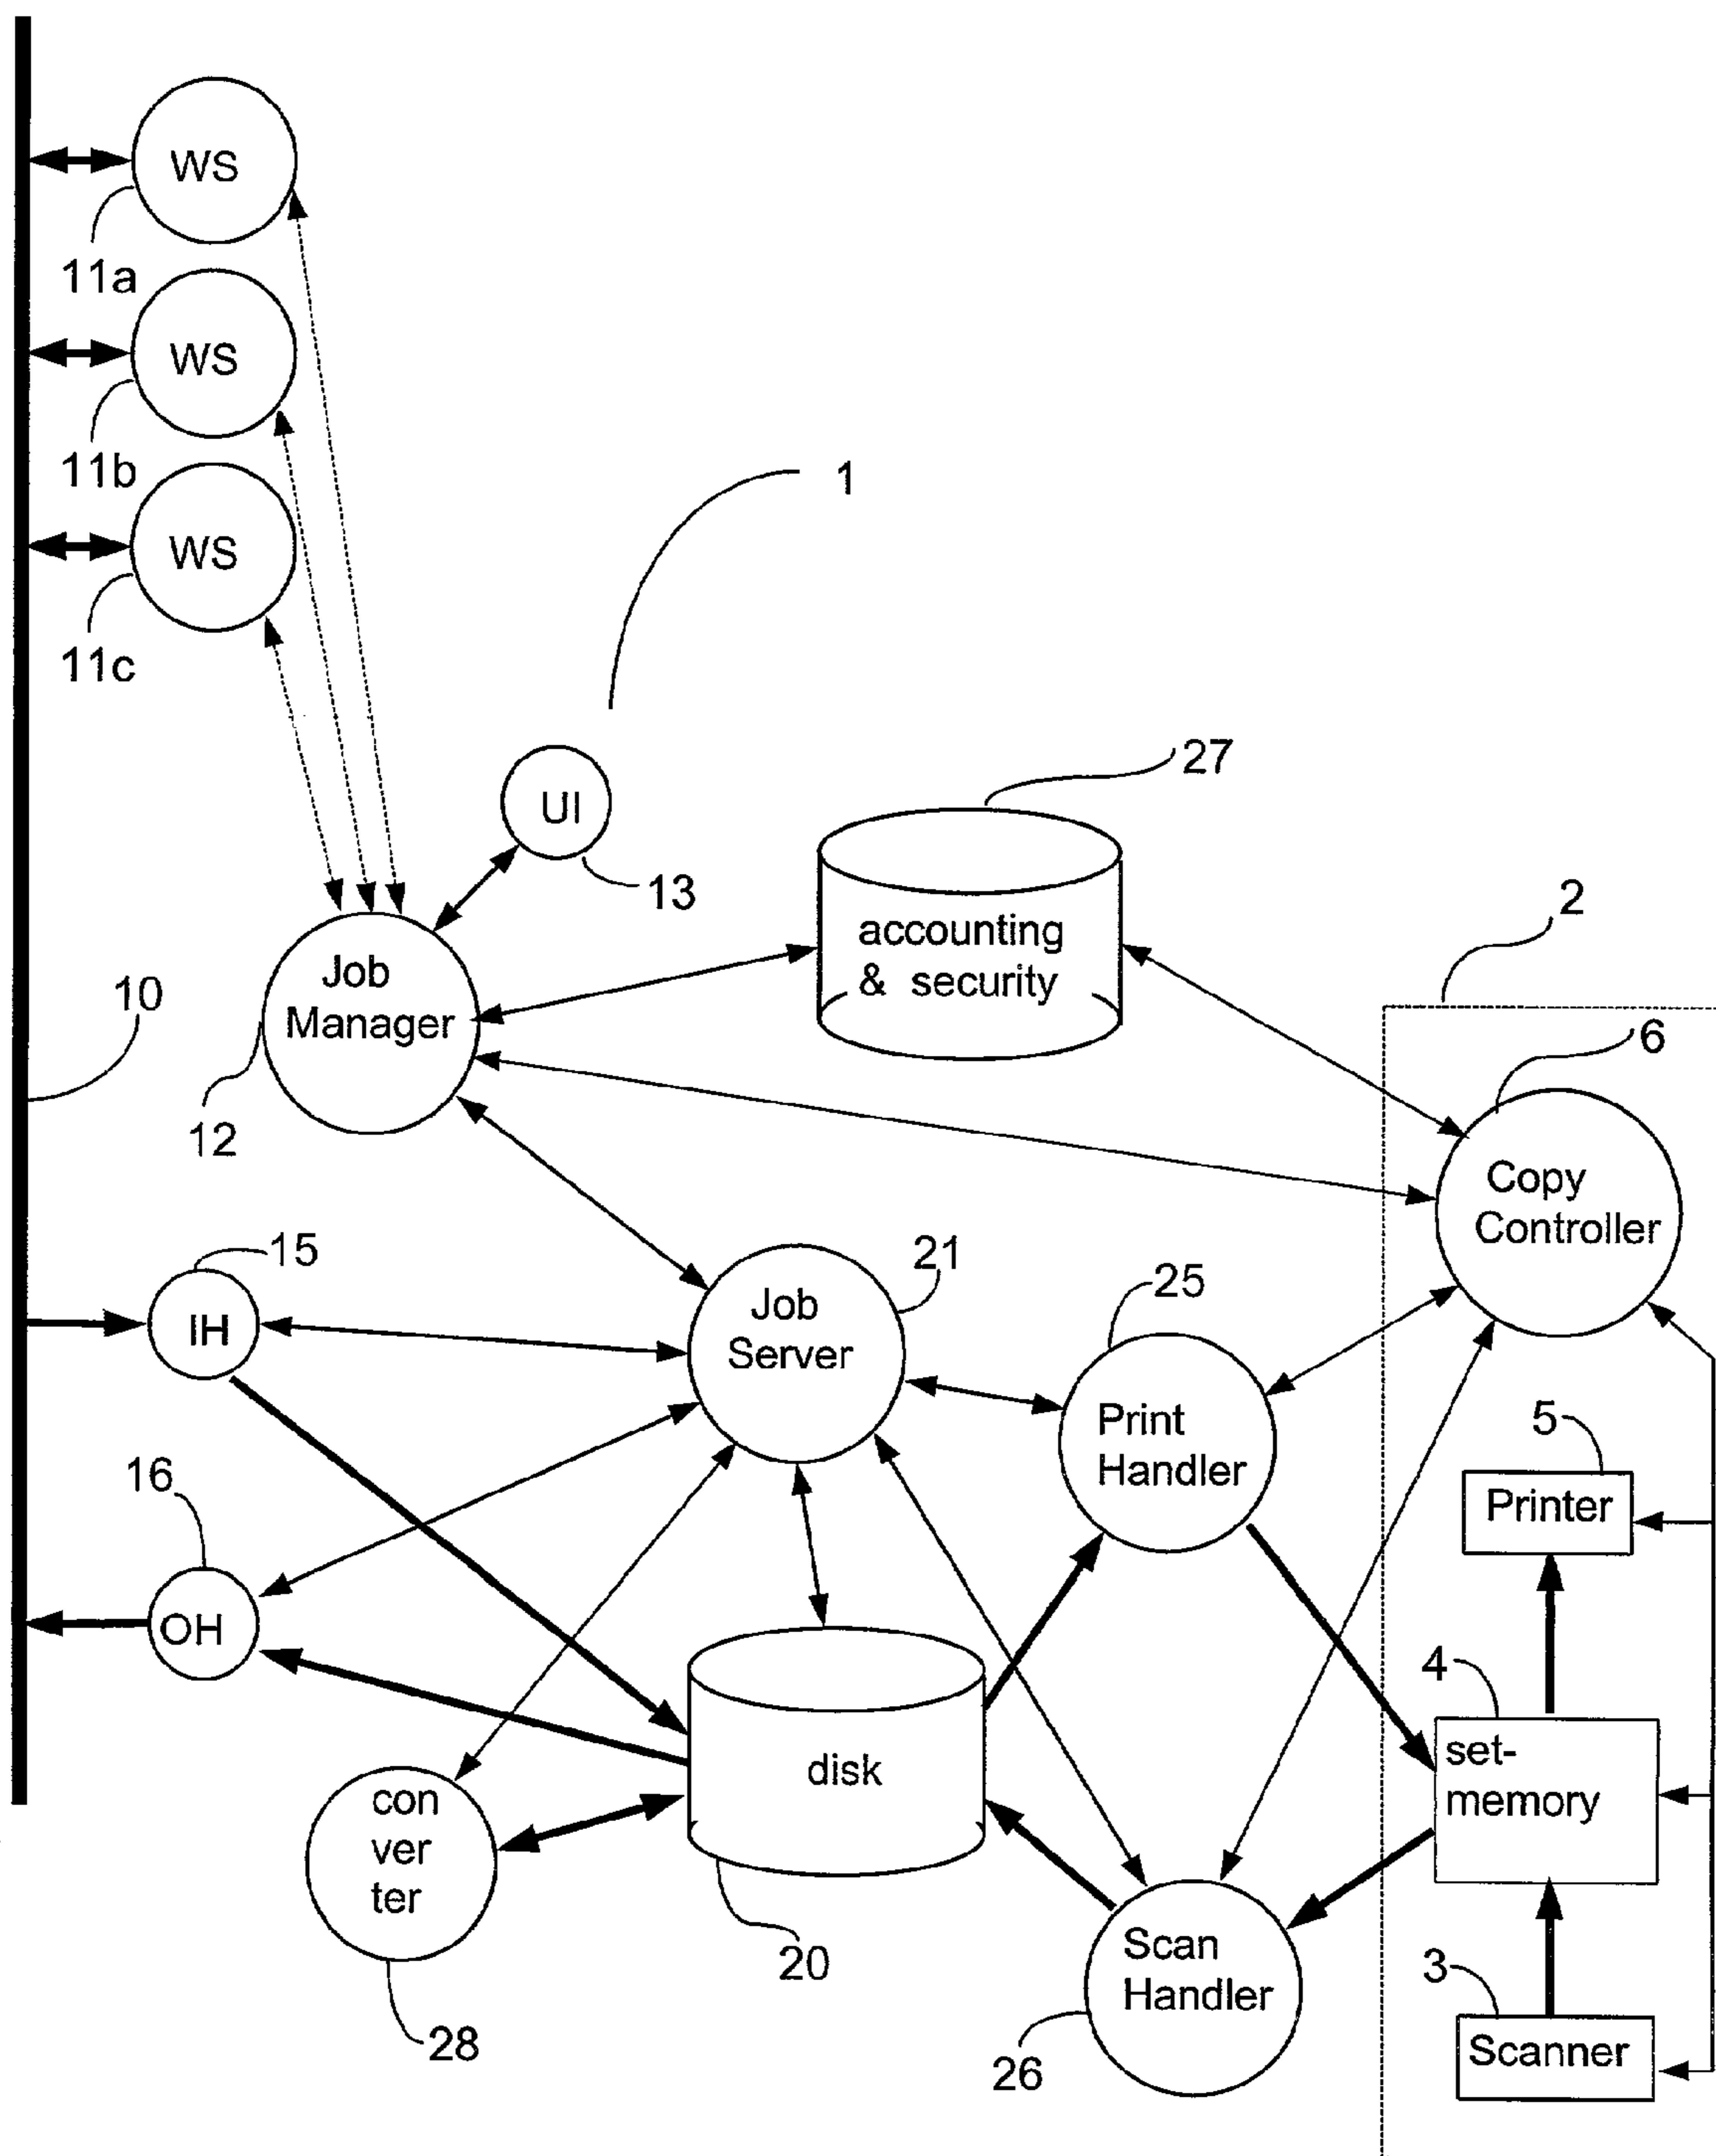 WS
11a
WS
11b
WS
11c
1
UI
13
27
accounting
& security
2
Job
Manager
10
12
6
Copy
Controller
15
IH
21
Job
Server
25
Print
Handler
5
Printer
16
OH
4
set-
memory
disk
con
ver
ter
20
28
Scan
Handler
26
3
Scanner